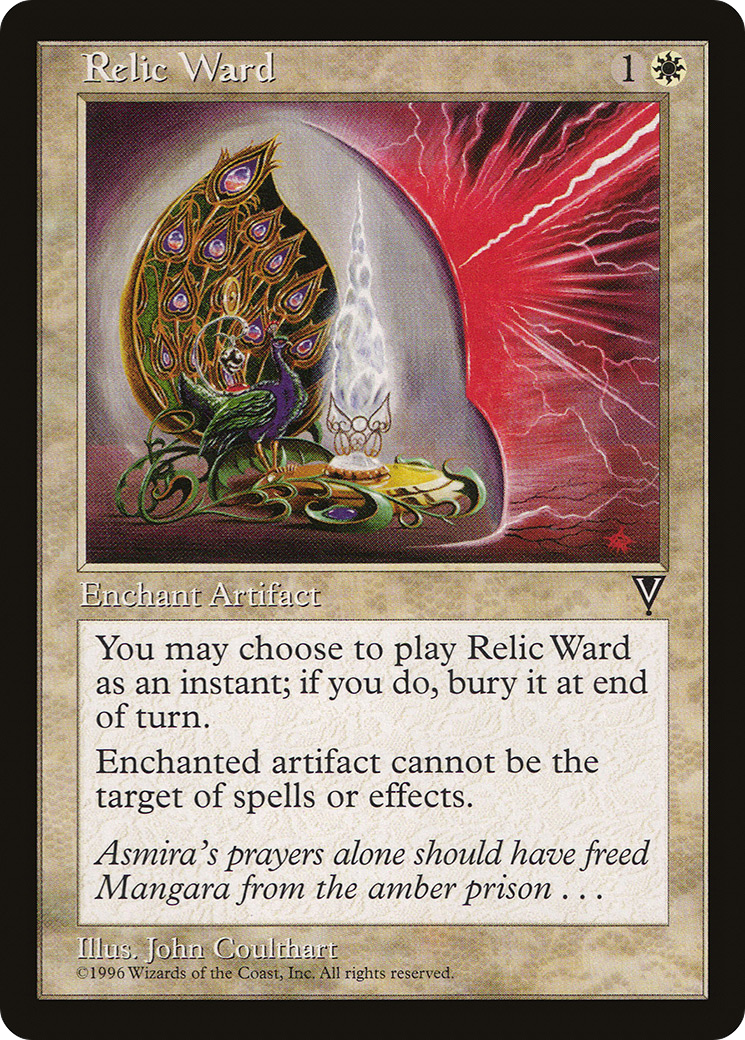 Relic Ward 1
Enchant Artifact V
You may choose to play Relic Ward
as an instant; if you do, bury it at end
of turn.
Enchanted artifact cannot be the
target of spells or effects.
Asmira's prayers alone should have freed
Mangara from the amber prison . . .
Illus. John Coulthart
©1996 Wizards of the Coast, Inc. All rights reserved.